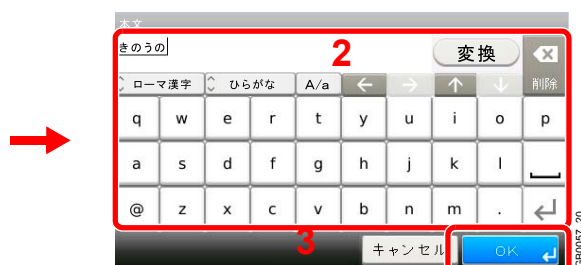 本文
きのうの
2
変換
削除
ローマ漢字 ひらがな A/a ← → ↑ ↓
q w e r t y u i o p
a s d f g h j k l
@ z x c v b n m .
3
キャンセル OK
GB0057_20